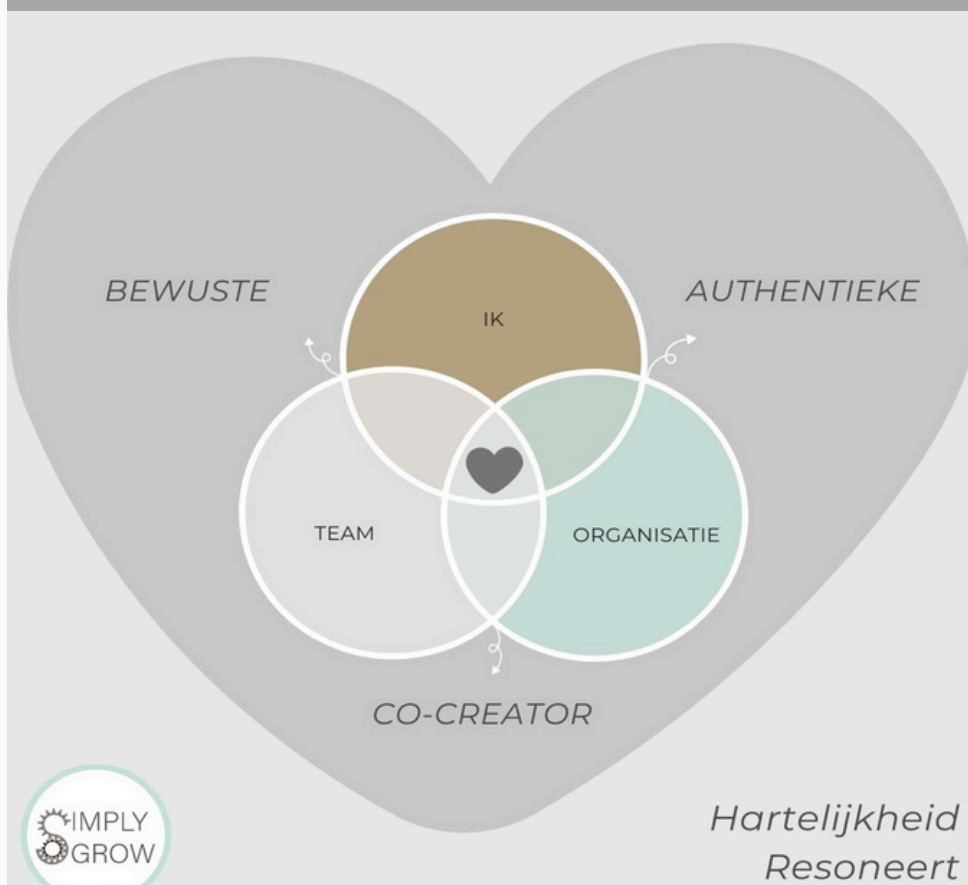 BEWUSTE
AUTHENTIEKE
IK
TEAM
ORGANISATIE
CO-CREATOR
SIMPLY
GROW
Hartelijkheid
Resoneert